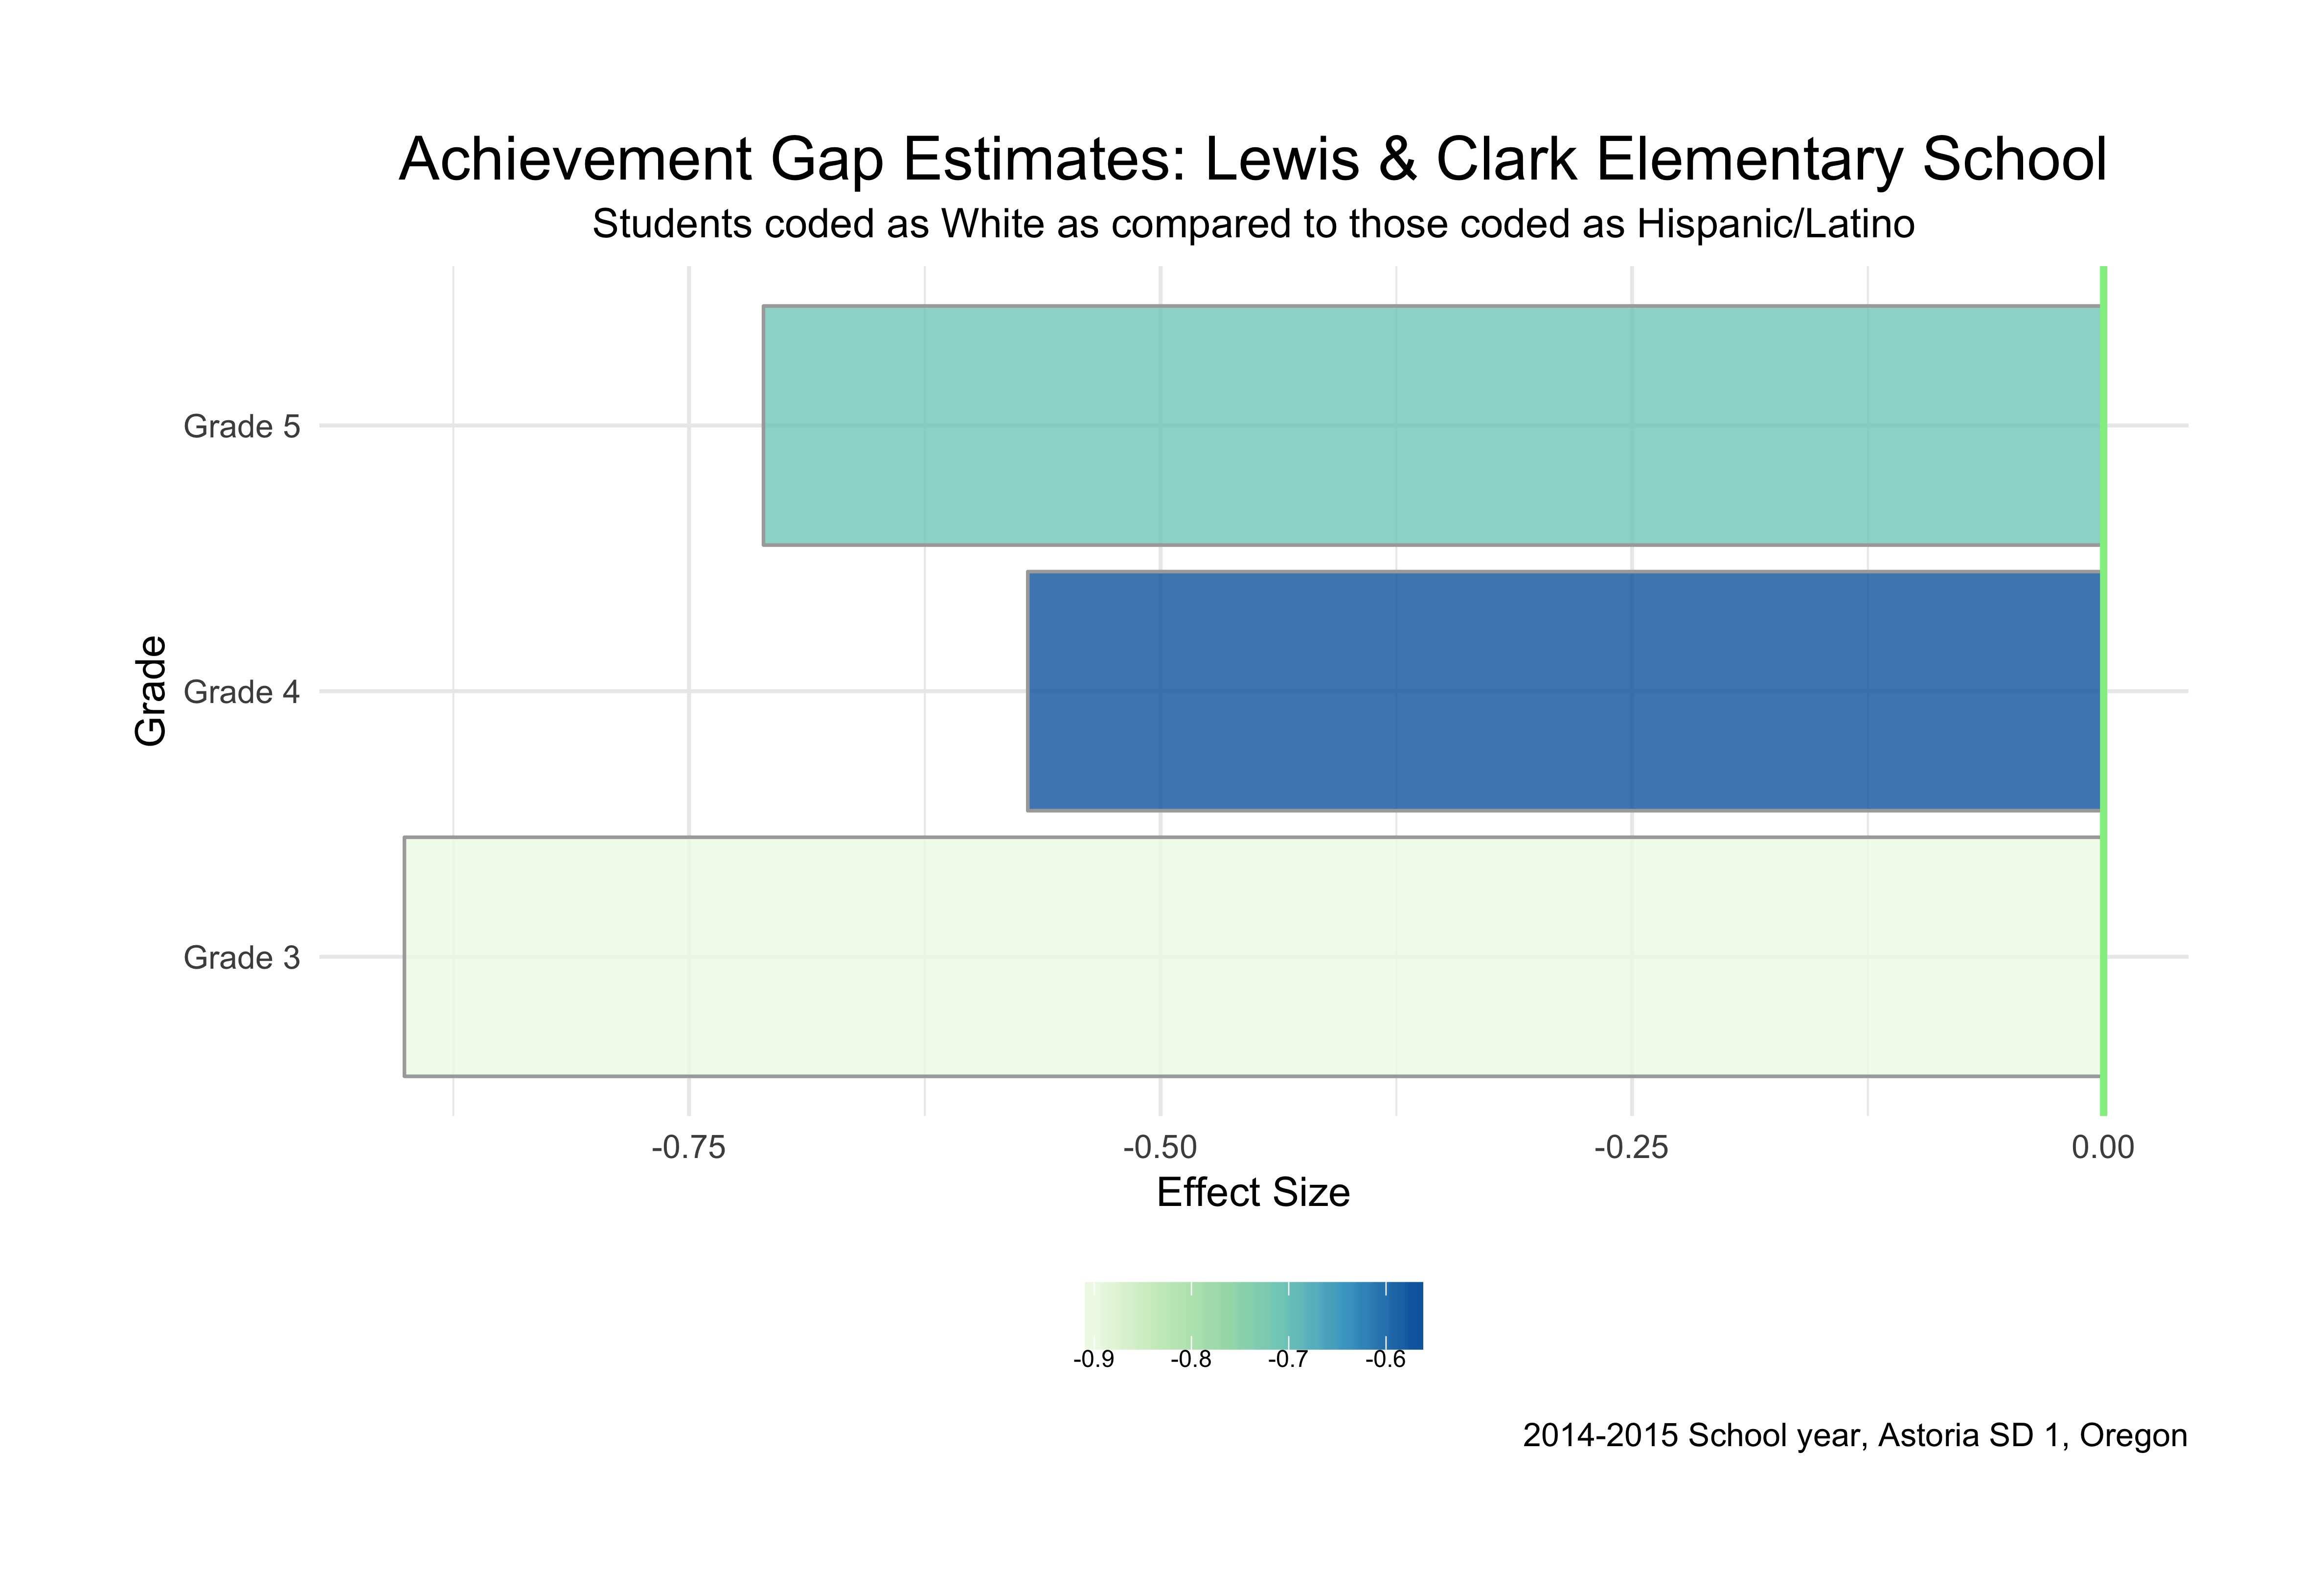 Achievement Gap Estimates: Lewis & Clark Elementary School
Students coded as White as compared to those coded as Hispanic/Latino
Grade
Grade 5
Grade 4
Grade 3
-0.75 -0.50 -0.25 0.00
Effect Size
-0.9 -0.8 -0.7 -0.6
2014-2015 School year, Astoria SD 1, Oregon